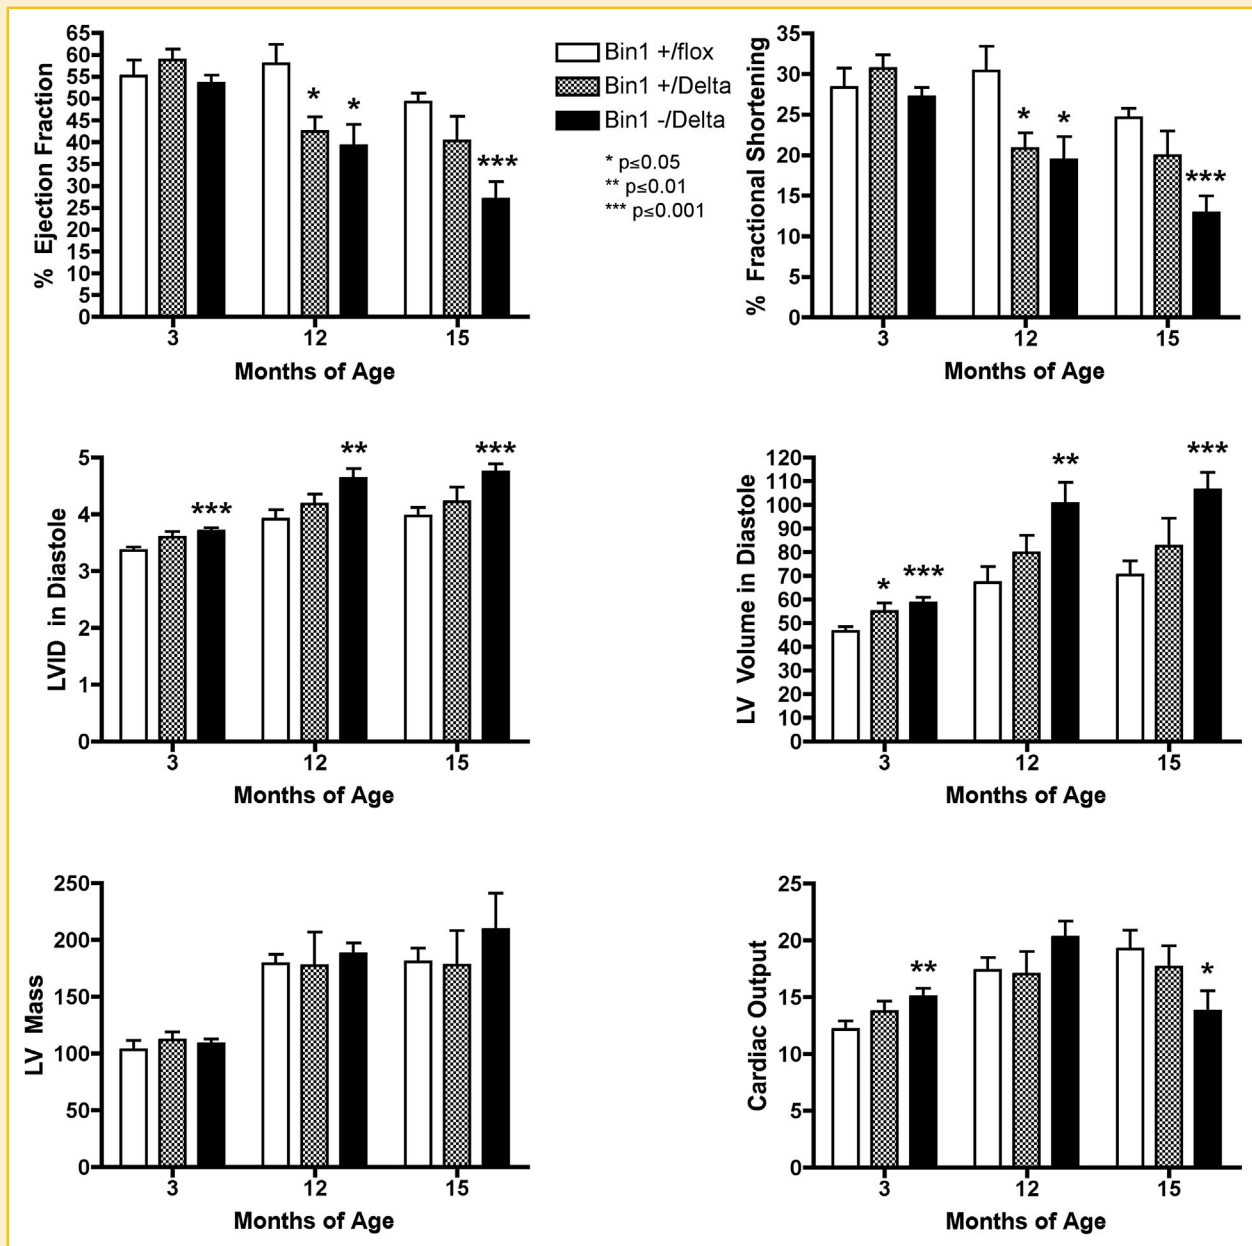 65
60
55
50
45
40
35
30
25
20
15
10
5
0
% Ejection Fraction
*
*
***
3 12 15
Months of Age
Bin1 +/flox
Bin1 +/Delta
Bin1 -/Delta
* p≤0.05
** p≤0.01
*** p≤0.001
35
30
25
20
15
10
5
0
% Fractional Shortening
*
*
***
3 12 15
Months of Age
5
4
3
2
1
0
LVID in Diastole
***
**
***
3 12 15
Months of Age
120
110
100
90
80
70
60
50
40
30
20
10
0
LV Volume in Diastole
*
***
**
***
3 12 15
Months of Age
250
200
150
100
50
0
LV Mass
3 12 15
Months of Age
25
20
15
10
5
0
Cardiac Output
**
*
3 12 15
Months of Age